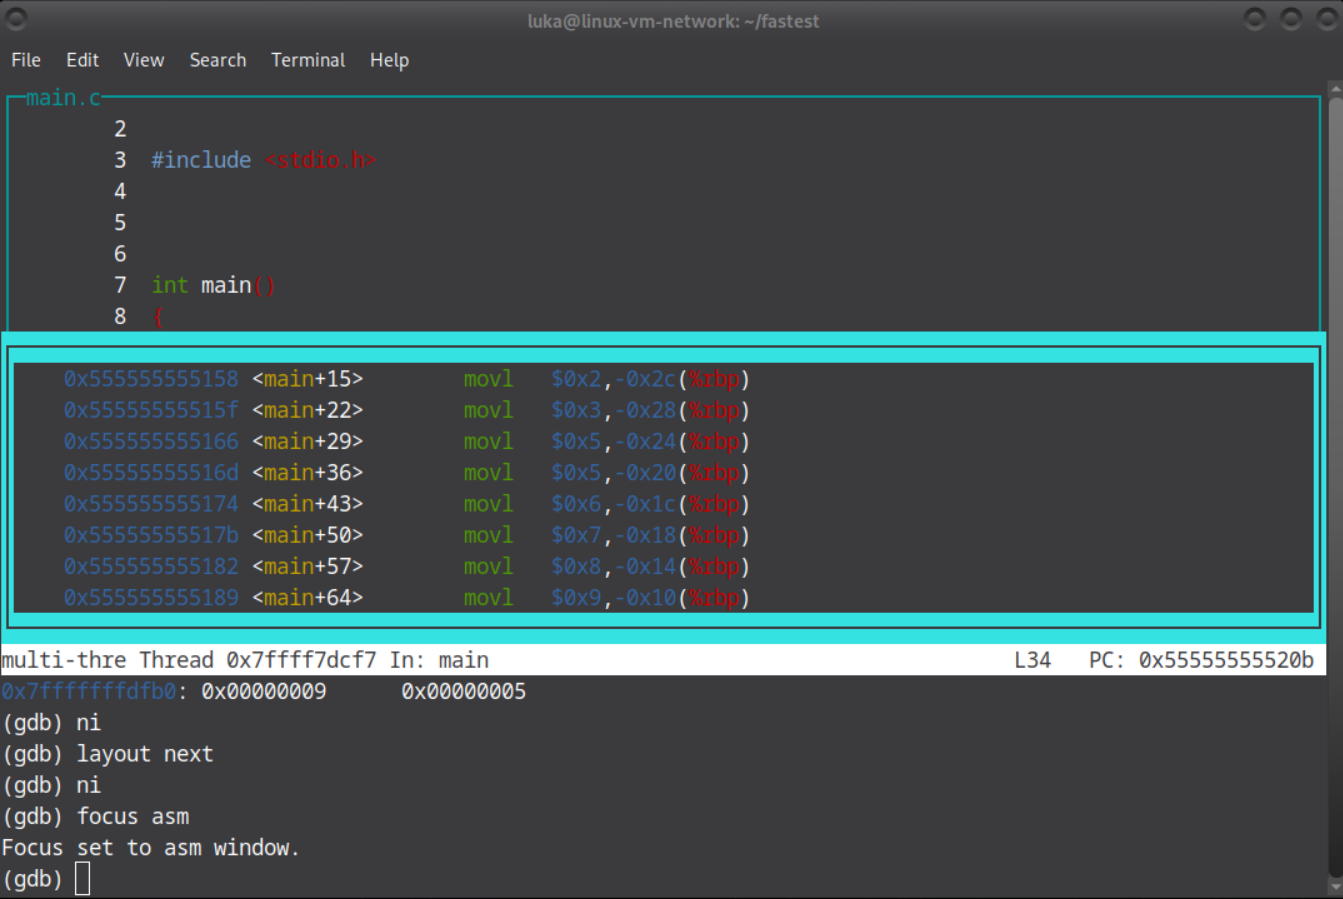 luka@linux-vm-network: ~/fastest
File Edit View Search Terminal Help
main.c
2
3 #include <stdio.h>
4
5
6
7 int main()
8 {
0x555555555158 <main+15> movl $0x2,-0x2c(%rbp)
0x55555555515f <main+22> movl $0x3,-0x28(%rbp)
0x555555555166 <main+29> movl $0x5,-0x24(%rbp)
0x55555555516d <main+36> movl $0x5,-0x20(%rbp)
0x555555555174 <main+43> movl $0x6,-0x1c(%rbp)
0x55555555517b <main+50> movl $0x7,-0x18(%rbp)
0x555555555182 <main+57> movl $0x8,-0x14(%rbp)
0x555555555189 <main+64> movl $0x9,-0x10(%rbp)
multi-thre Thread 0x7ffff7dcf7 In: main L34 PC: 0x55555555520b
0x7fffffffdfb0: 0x00000009 0x00000005
(gdb) ni
(gdb) layout next
(gdb) ni
(gdb) focus asm
Focus set to asm window.
(gdb)